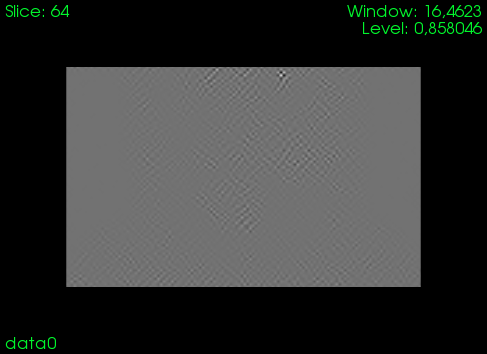 Slice: 64
Window: 16,4623
Level: 0,858046
data0